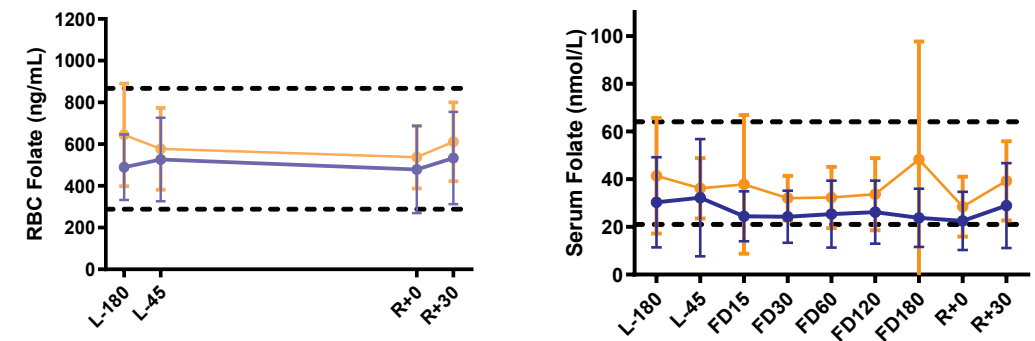 RBC Folate (ng/mL)
1200
1000
800
600
400
200
0
L-180
L-45
R+0
R+30
Serum Folate (nmol/L)
100
80
60
40
20
0
L-180
L-45
FD15
FD30
FD60
FD120
FD180
R+0
R+30